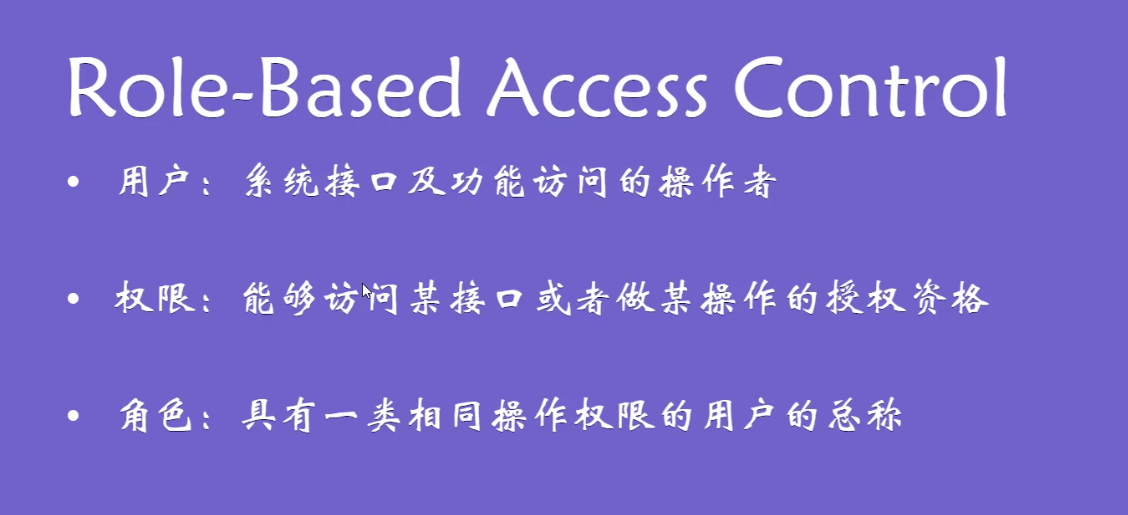 Role-Based Access Control
• 用户：系统接口及功能访问的操作者
• 权限：能够访问某接口或者做某操作的授权资格
• 角色：具有一类相同操作权限的用户的总称